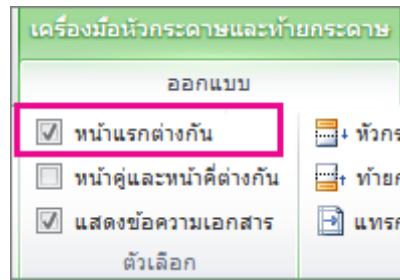 เครื่องมือหัวกระดาษและท้ายกระดาษ
ออกแบบ
หน้าแรกต่างกัน
หน้าคู่และหน้าคี่ต่างกัน
แสดงข้อความเอกสาร
ตัวเลือก